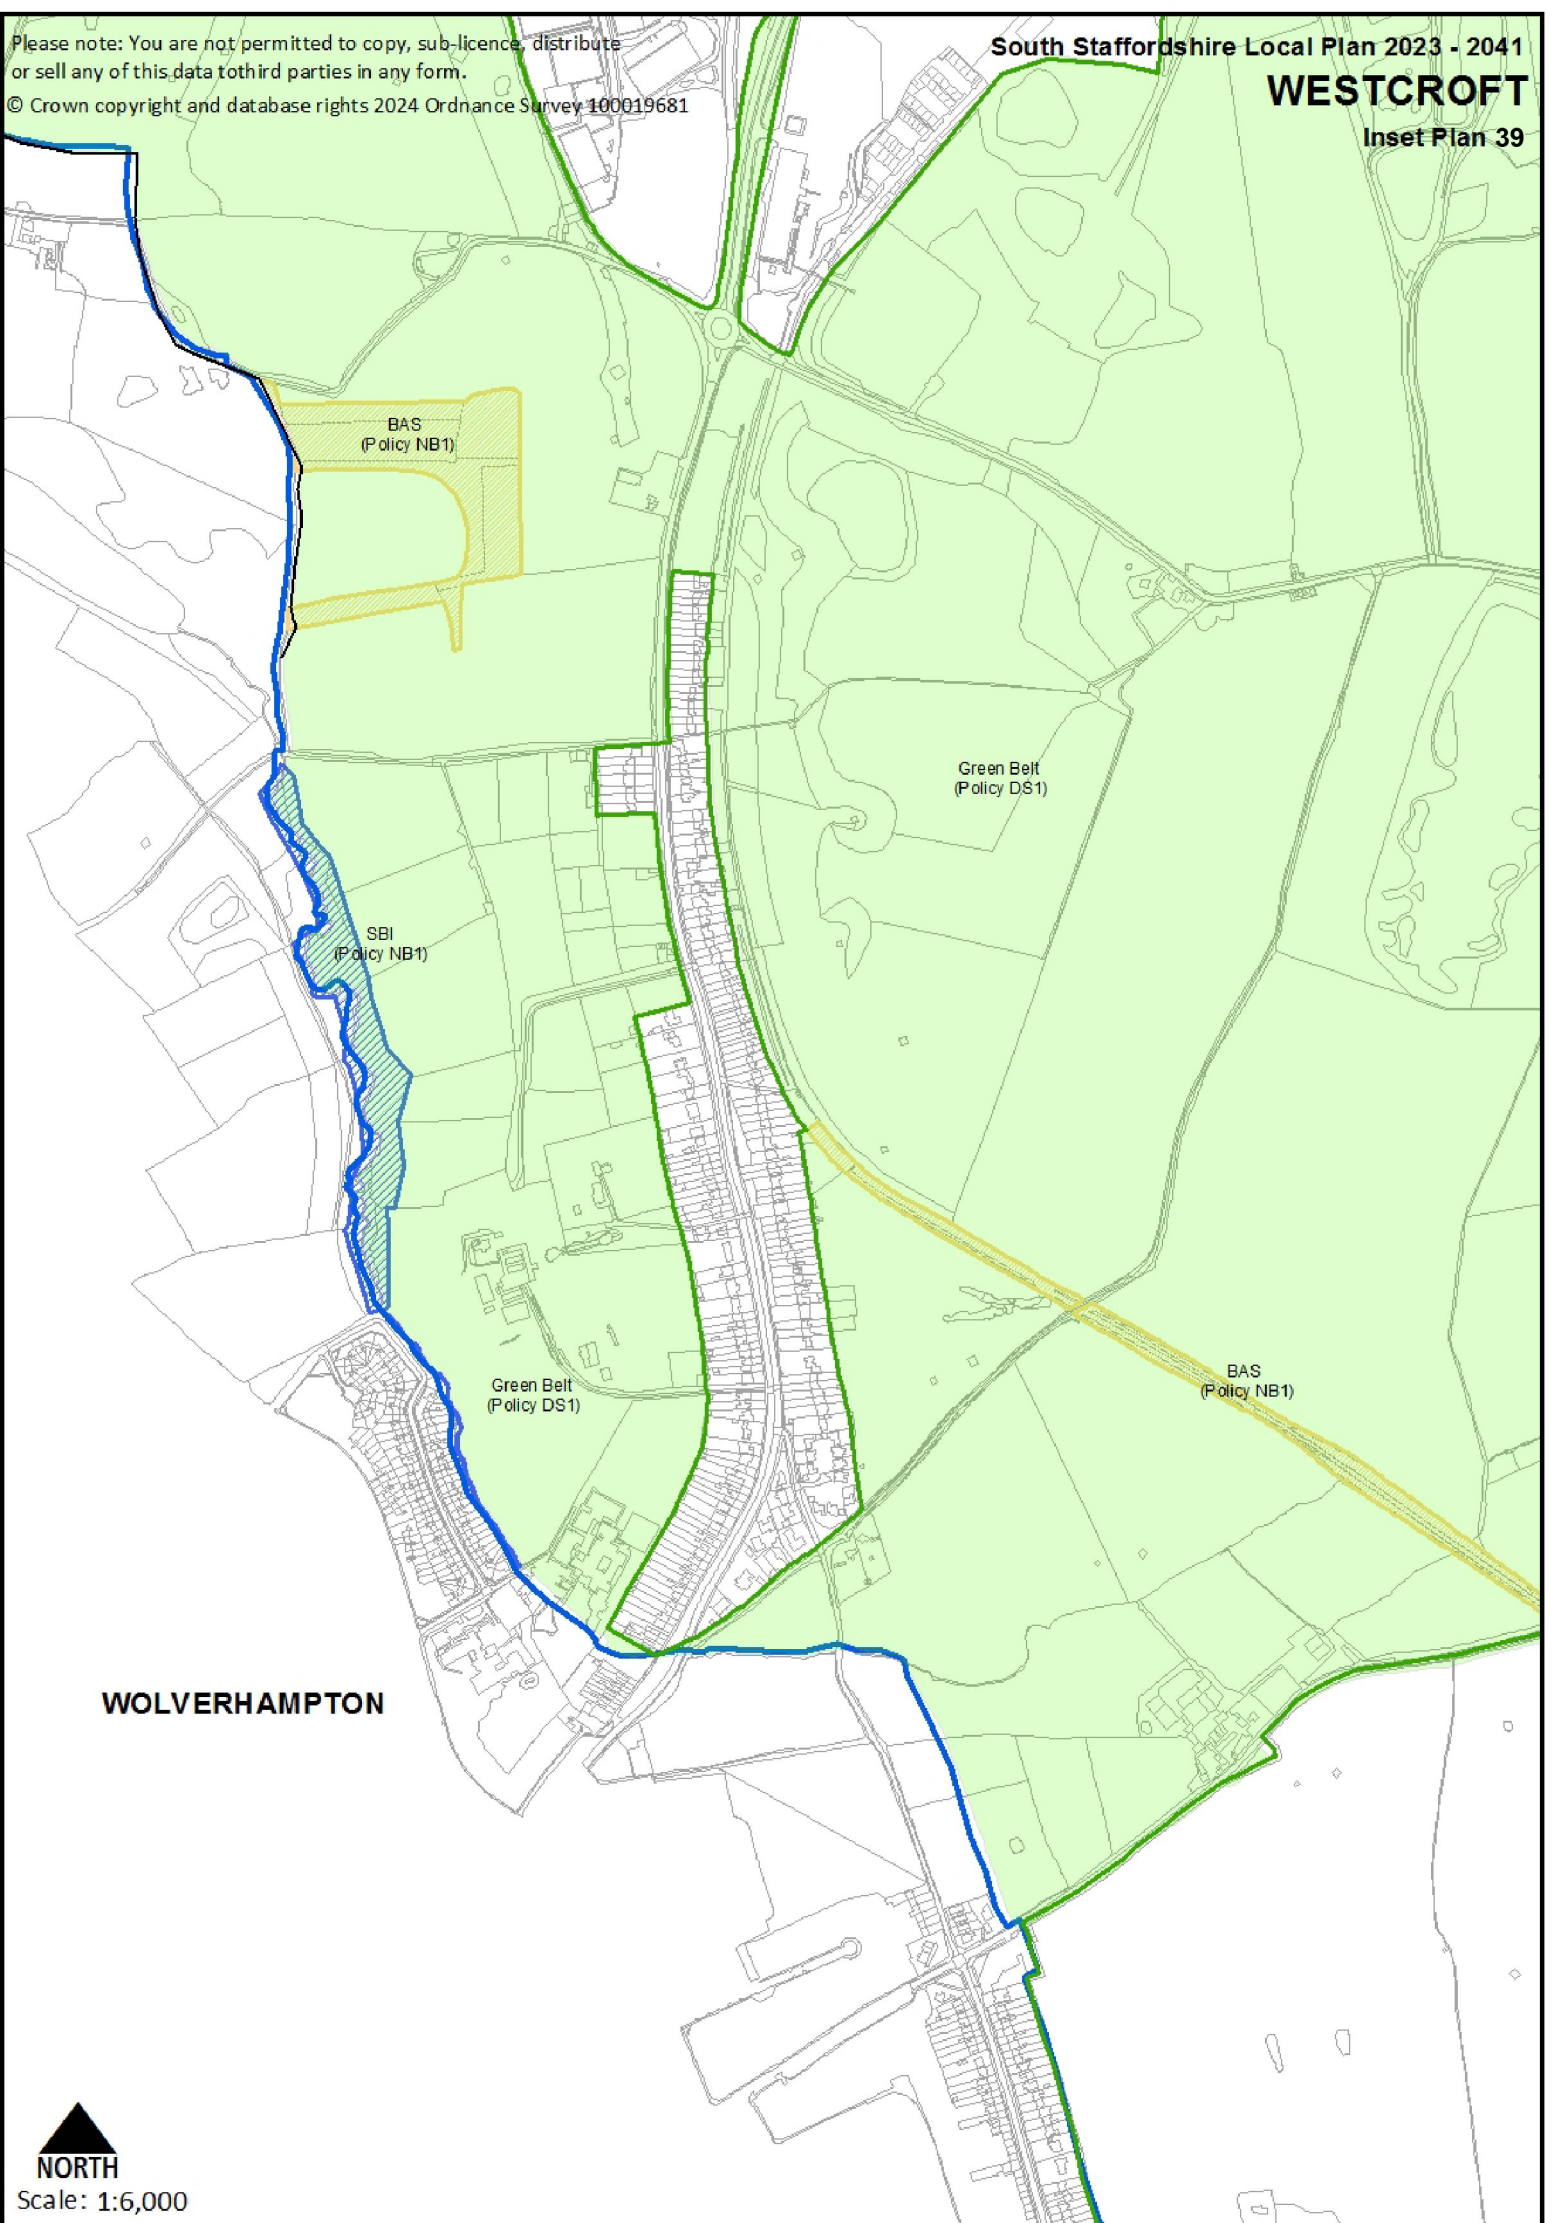 Please note: You are not permitted to copy, sub-licence, distribute
or sell any of this data tothird parties in any form.
© Crown copyright and database rights 2024 Ordnance Survey 100019681
South Staffordshire Local Plan 2023 - 2041
WESTCROFT
Inset Plan 39
BAS
(Policy NB1)
Green Belt
(Policy DS1)
SBI
(Policy NB1)
Green Belt
(Policy DS1)
BAS
(Policy NB1)
WOLVERHAMPTON
NORTH
Scale: 1:6,000